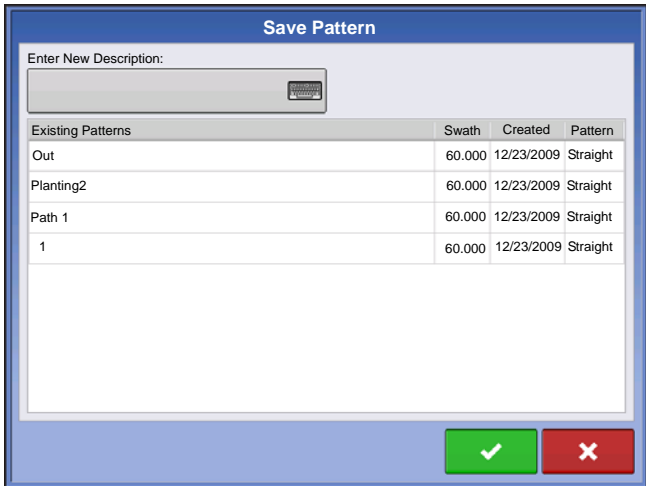 Save Pattern
Enter New Description:
Existing Patterns Swath Created Pattern
Out 60.000 12/23/2009 Straight
Planting2 60.000 12/23/2009 Straight
Path 1 60.000 12/23/2009 Straight
1 60.000 12/23/2009 Straight